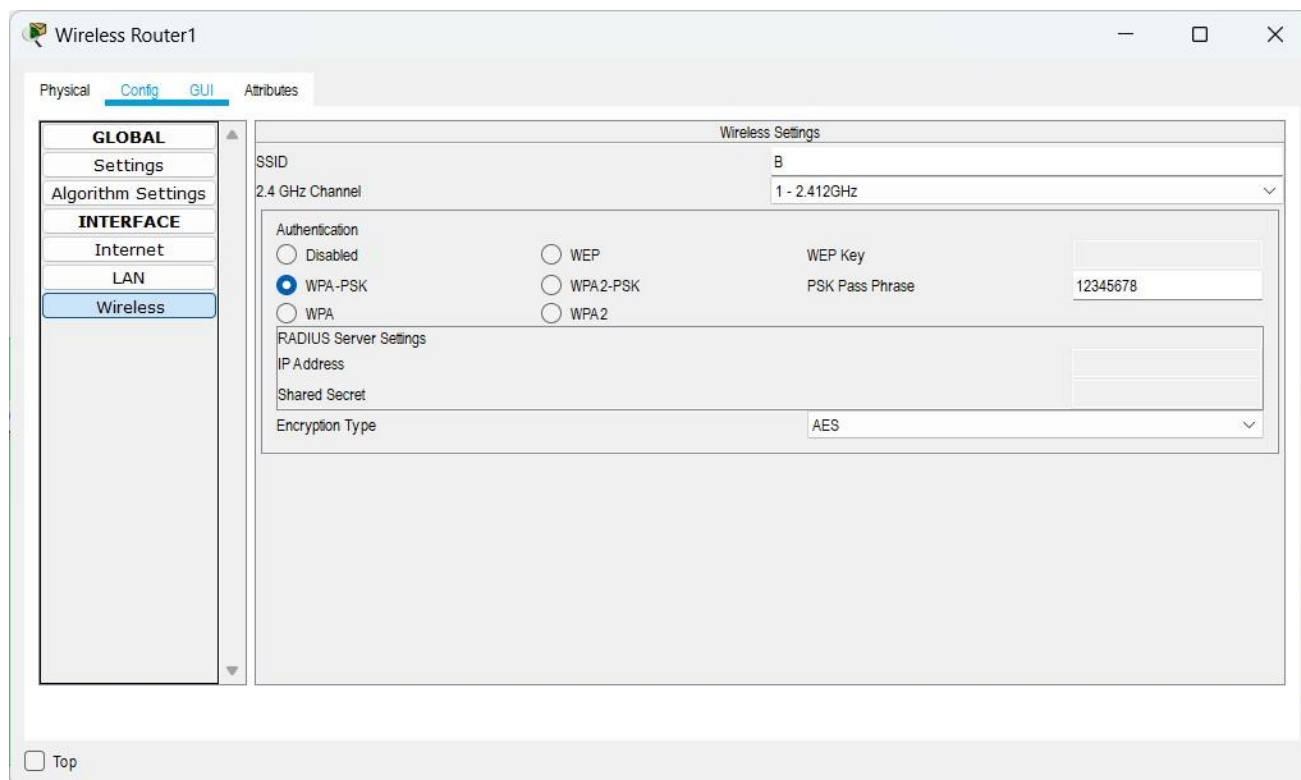 Wireless Router1
Physical Config GUI Attributes
GLOBAL
Settings
Algorithm Settings
INTERFACE
Internet
LAN
Wireless
Wireless Settings
SSID B
2.4 GHz Channel 1 - 2.412GHz
Authentication
Disabled WEP WEP Key
WPA-PSK WPA2-PSK PSK Pass Phrase 12345678
WPA WPA2
RADIUS Server Settings
IP Address
Shared Secret
Encryption Type AES
Top